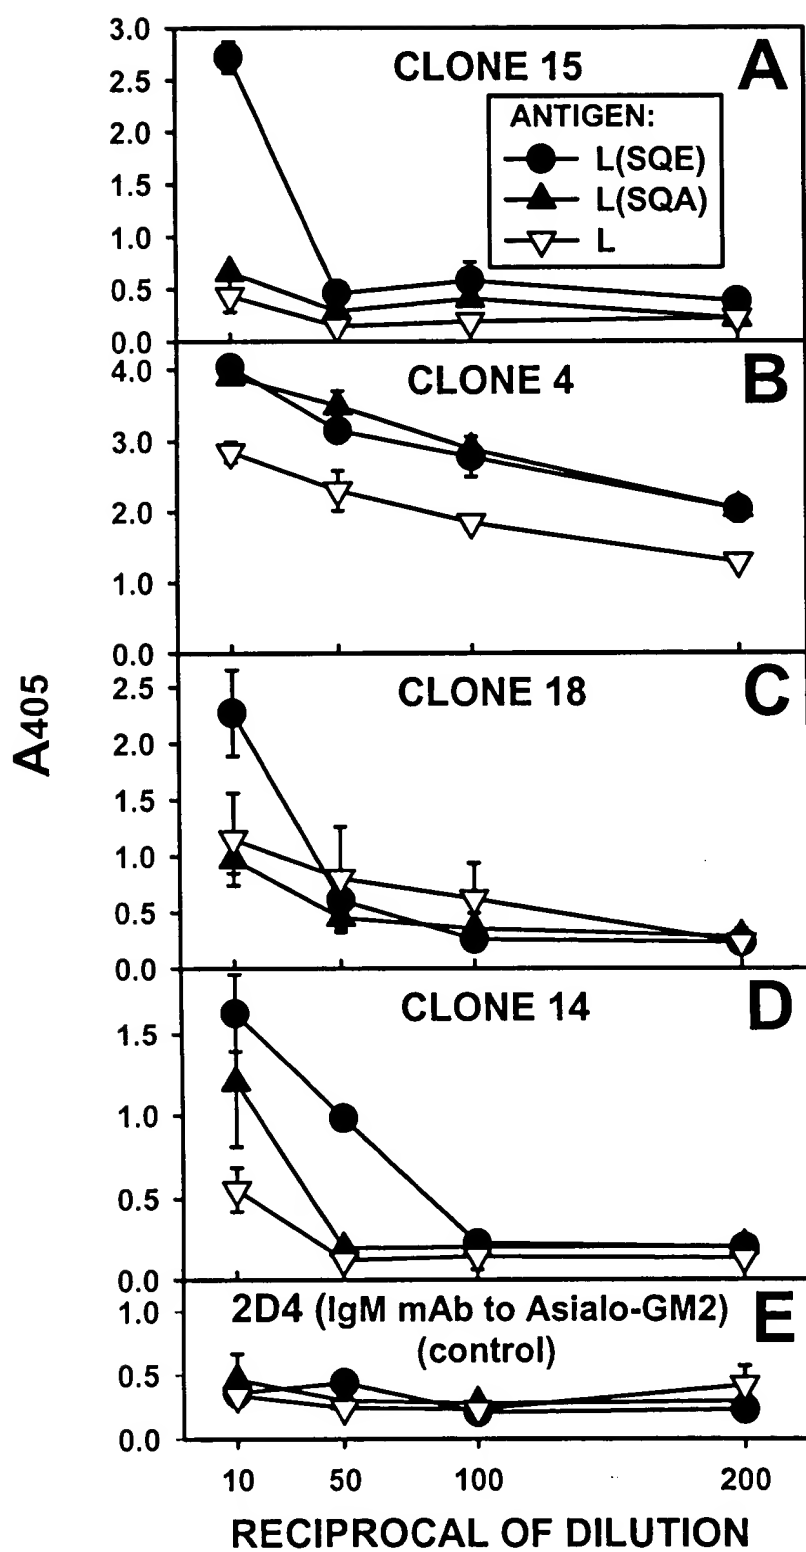 3.0
2.5
2.0
1.5
1.0
0.5
0.0
CLONE 15
A
ANTIGEN:
L(SQE)
L(SQA)
L
4.0
3.0
2.0
1.0
0.0
CLONE 4
B
2.5
2.0
1.5
1.0
0.5
0.0
CLONE 18
C
1.5
1.0
0.5
0.0
CLONE 14
D
1.0
0.5
0.0
2D4 (IgM mAb to Asialo-GM2)
(control)
E
A405
10 50 100 200
RECIPROCAL OF DILUTION